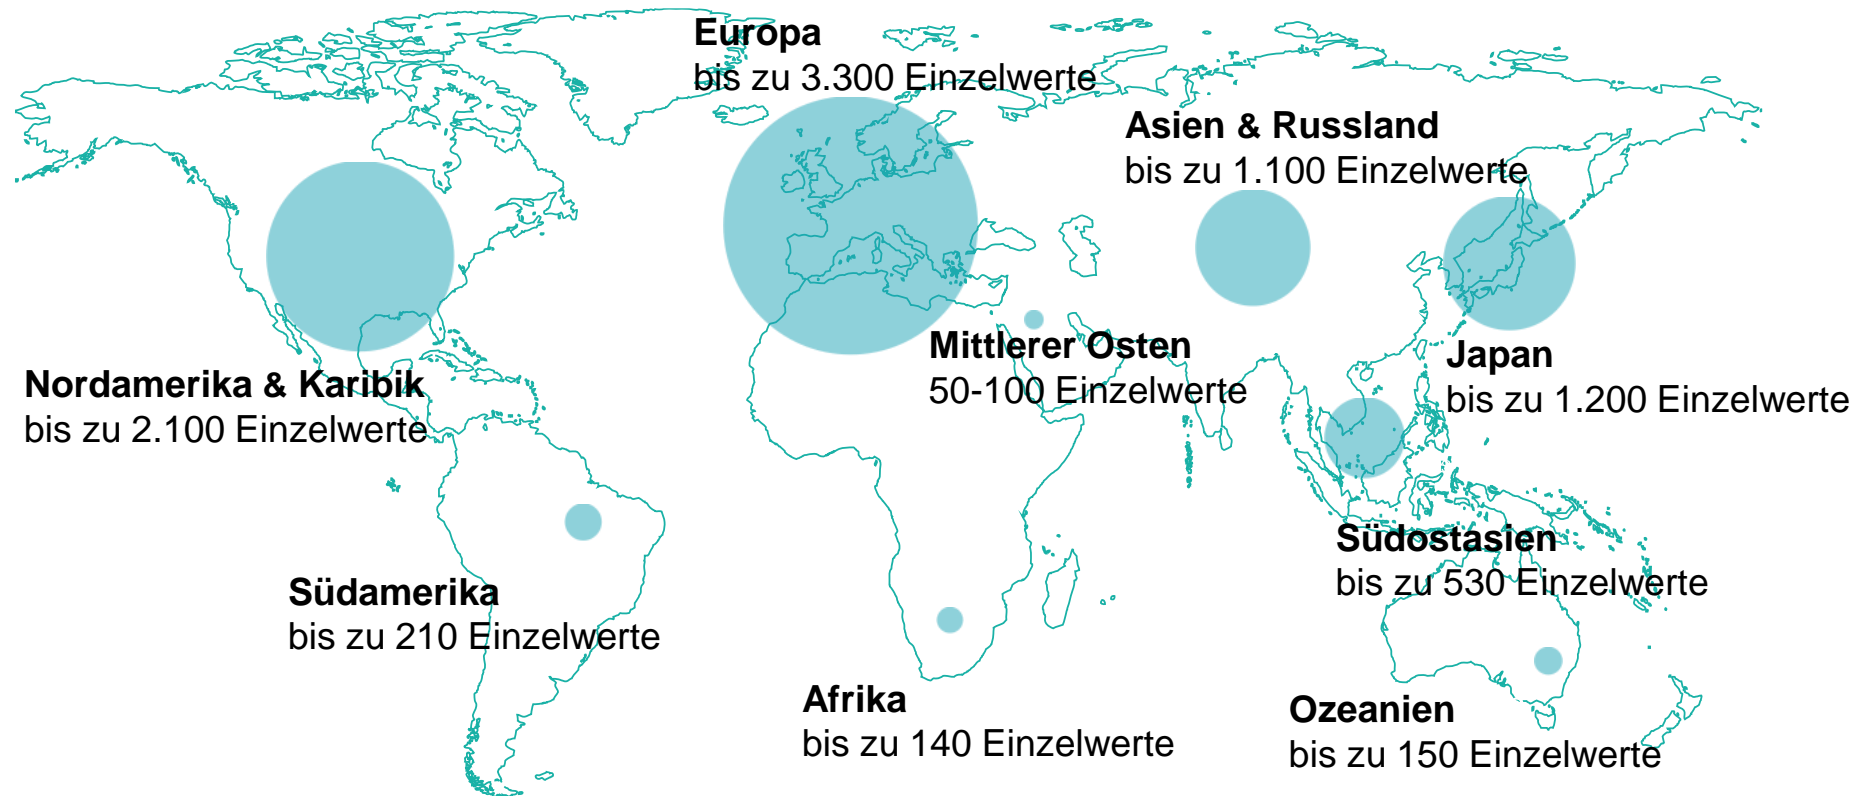 Europa
bis zu 3.300 Einzelwerte
Asien & Russland
bis zu 1.100 Einzelwerte
Nordamerika & Karibik
bis zu 2.100 Einzelwerte
Mittlerer Osten
50-100 Einzelwerte
Japan
bis zu 1.200 Einzelwerte
Südostasien
bis zu 530 Einzelwerte
Südamerika
bis zu 210 Einzelwerte
Afrika
bis zu 140 Einzelwerte
Ozeanien
bis zu 150 Einzelwerte